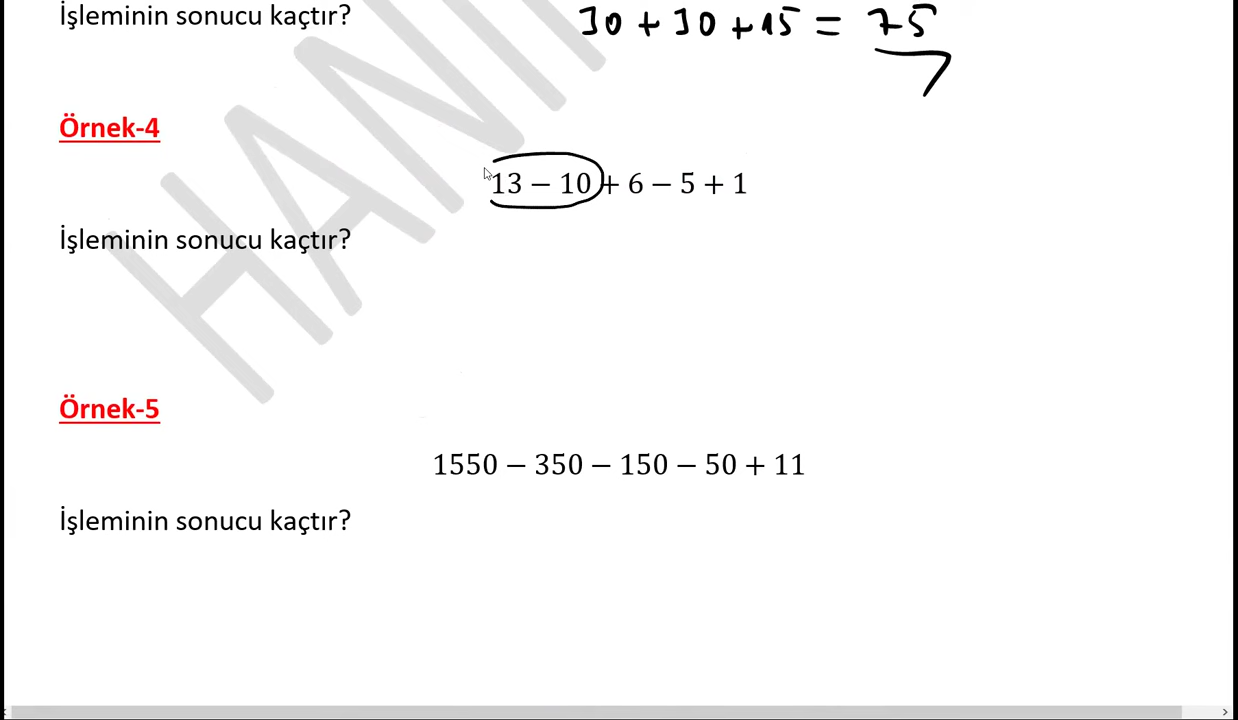 İşleminin sonucu kaçtır?
30 + 30 + 15 = 75
Örnek-4
13 − 10 + 6 − 5 + 1
İşleminin sonucu kaçtır?
Örnek-5
1550 − 350 − 150 − 50 + 11
İşleminin sonucu kaçtır?